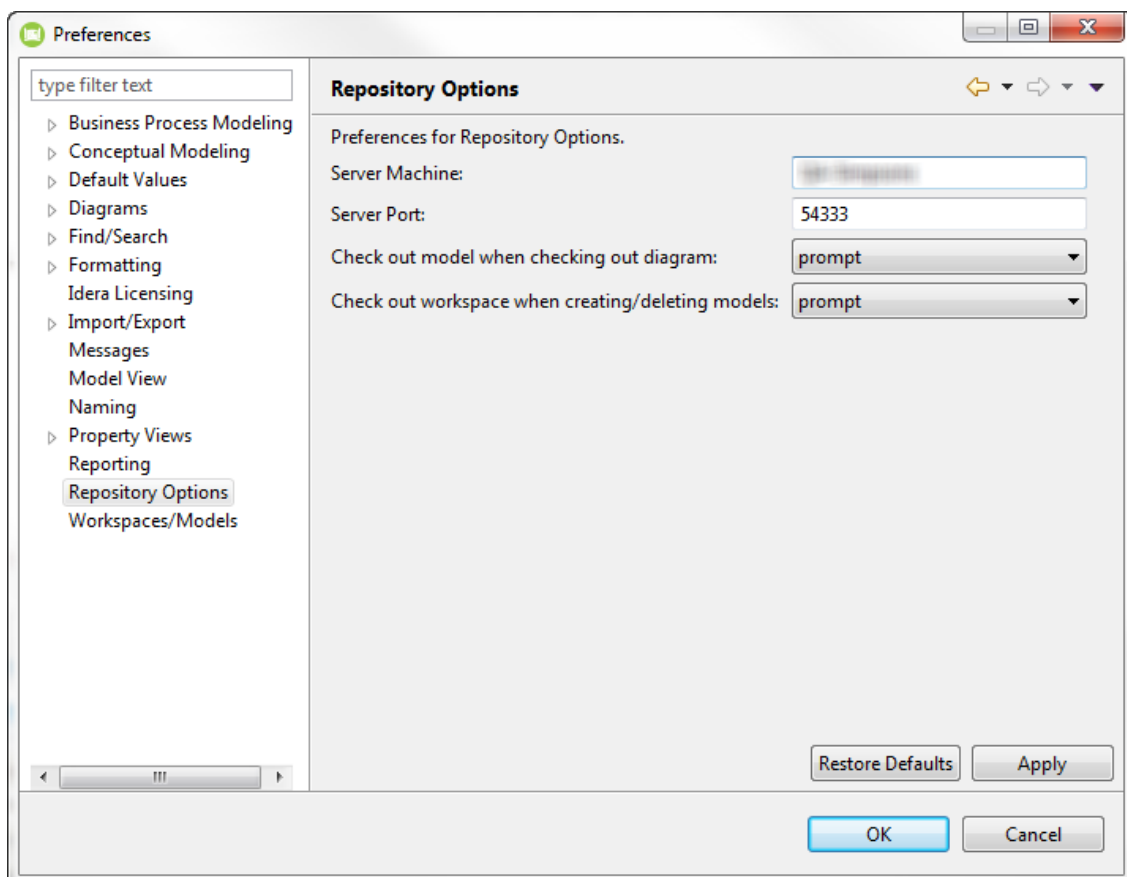 Preferences
type filter text
Business Process Modeling
Conceptual Modeling
Default Values
Diagrams
Find/Search
Formatting
Idera Licensing
Import/Export
Messages
Model View
Naming
Property Views
Reporting
Repository Options
Workspaces/Models
Repository Options
Preferences for Repository Options.
Server Machine:
Server Port: 54333
Check out model when checking out diagram: prompt
Check out workspace when creating/deleting models: prompt
Restore Defaults Apply
OK Cancel